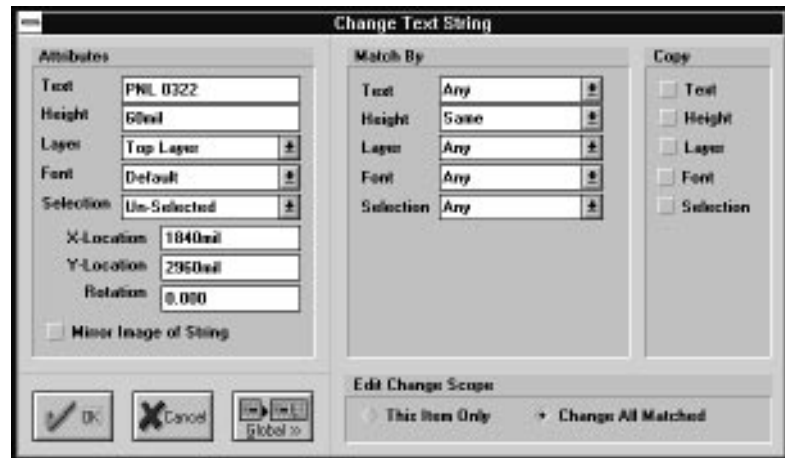 Change Text String
Attributes
Text PNL 0322
Height 60mil
Layer Top Layer
Font Default
Selection Un-Selected
X-Location 1840mil
Y-Location 2960mil
Rotation 0.000
Mirror Image of String
Match By
Text Any
Height Same
Layer Any
Font Any
Selection Any
Copy
Text
Height
Layer
Font
Selection
OK
Cancel
Global >>
Edit Change Scope
This Item Only
Change All Matched